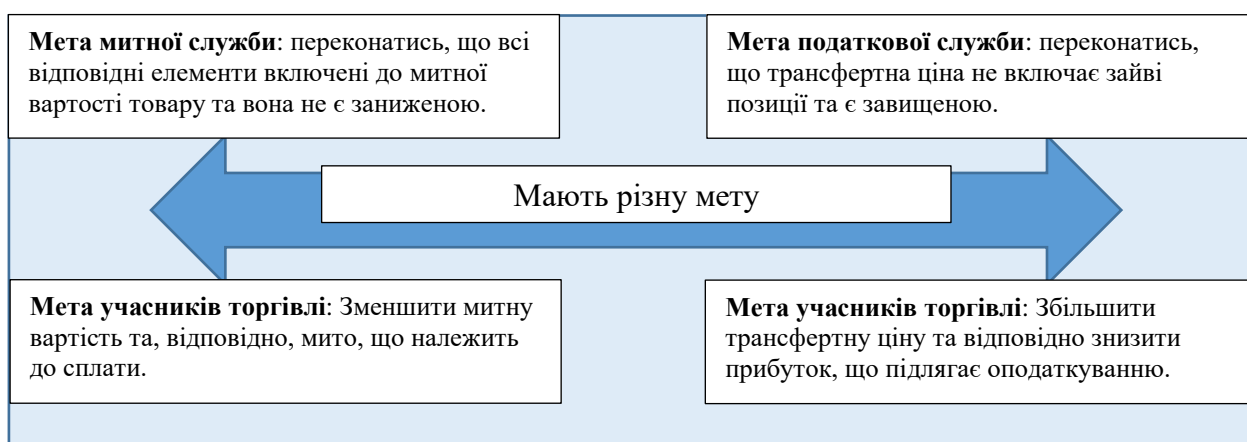 Мета митної служби: переконатись, що всі
відповідні елементи включені до митної
вартості товару та вона не є заниженою.
Мета податкової служби: переконатись,
що трансфертна ціна не включає зайві
позиції та є завищеною.
Мають різну мету
Мета учасників торгівлі: Зменшити митну
вартість та, відповідно, мито, що належить
до сплати.
Мета учасників торгівлі: Збільшити
трансфертну ціну та відповідно знизити
прибуток, що підлягає оподаткуванню.